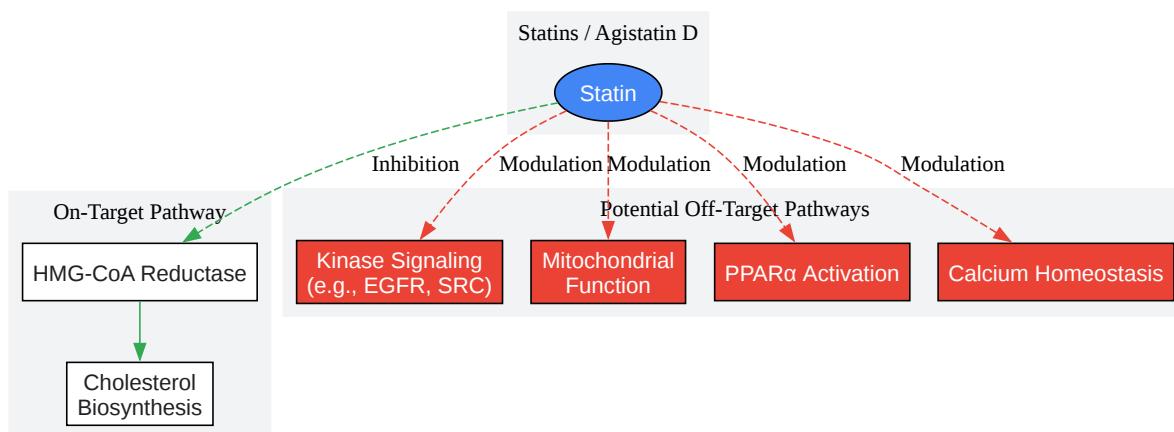 Statins / Agistatin D
Statin
Inhibition
Modulation
Modulation
Modulation
Modulation
On-Target Pathway
Potential Off-Target Pathways
HMG-CoA Reductase
Kinase Signaling
(e.g., EGFR, SRC)
Mitochondrial
Function
PPARα Activation
Calcium Homeostasis
Cholesterol
Biosynthesis